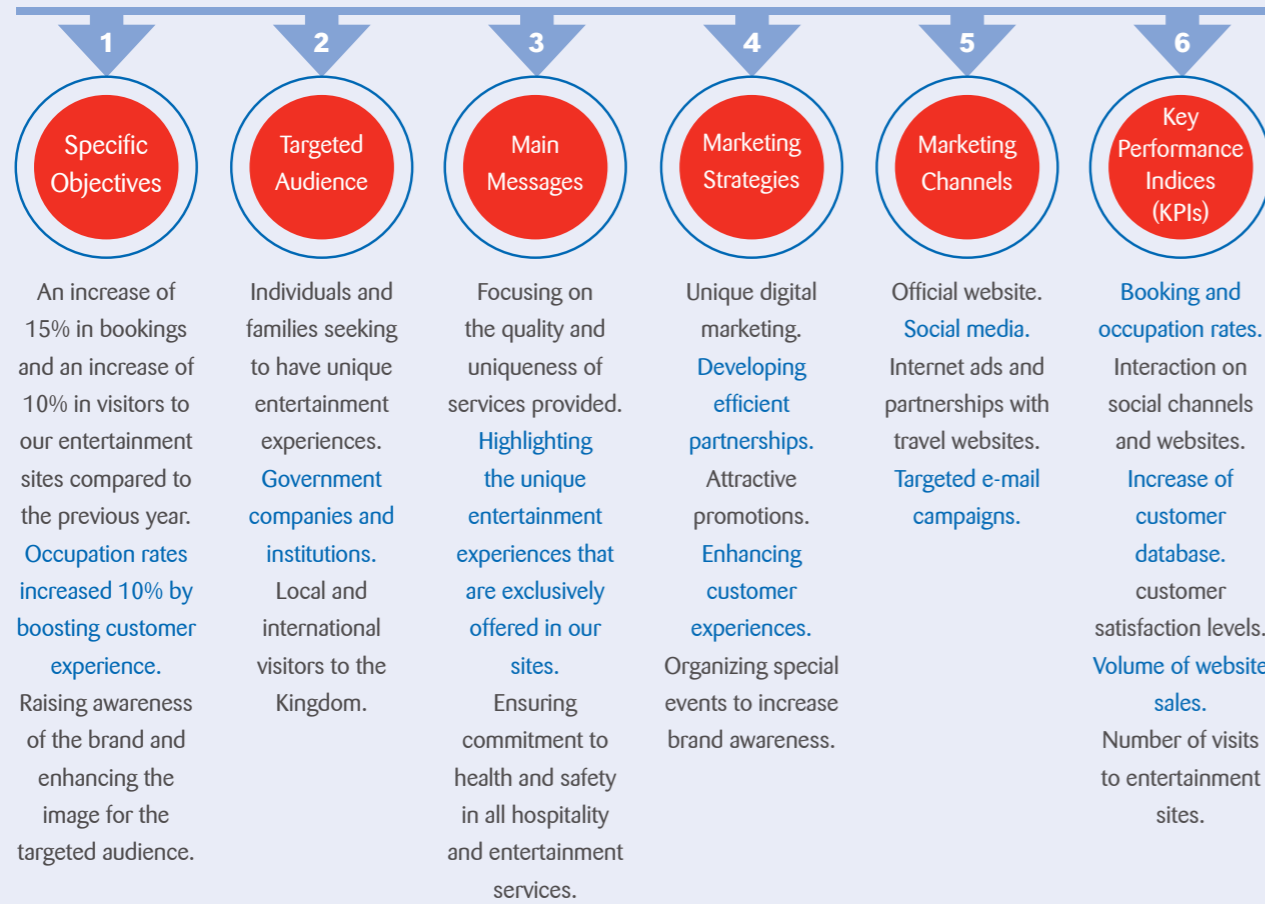 1
Specific
Objectives
An increase of
15% in bookings
and an increase of
10% in visitors to
our entertainment
sites compared to
the previous year.
Occupation rates
increased 10% by
boosting customer
experience.
Raising awareness
of the brand and
enhancing the
image for the
targeted audience.
2
Targeted
Audience
Individuals and
families seeking
to have unique
entertainment
experiences.
Government
companies and
institutions.
Local and
international
visitors to the
Kingdom.
3
Main
Messages
Focusing on
the quality and
uniqueness of
services provided.
Highlighting
the unique
entertainment
experiences that
are exclusively
offered in our
sites.
Ensuring
commitment to
health and safety
in all hospitality
and entertainment
services.
4
Marketing
Strategies
Unique digital
marketing.
Developing
efficient
partnerships.
Attractive
promotions.
Enhancing
customer
experiences.
Organizing special
events to increase
brand awareness.
5
Marketing
Channels
Official website.
Social media.
Internet ads and
partnerships with
travel websites.
Targeted e-mail
campaigns.
6
Key
Performance
Indices
(KPIs)
Booking and
occupation rates.
Interaction on
social channels
and websites.
Increase of
customer
database.
customer
satisfaction levels.
Volume of website
sales.
Number of visits
to entertainment
sites.